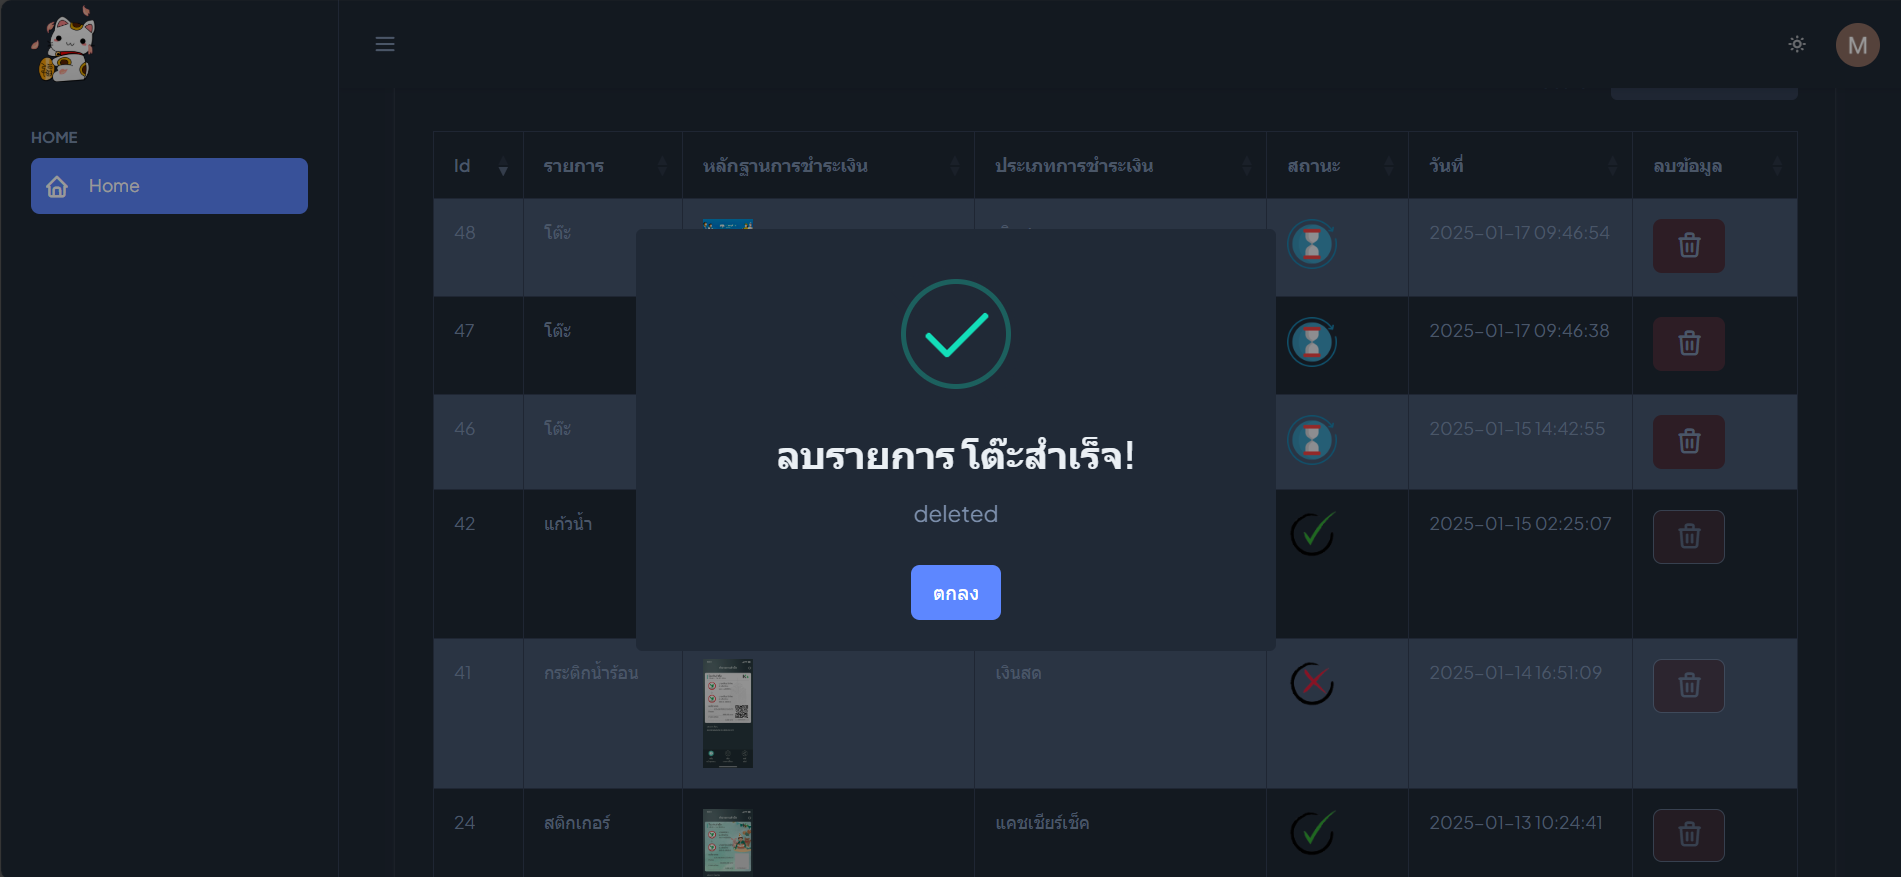 M
HOME
Home
Id รายการ หลักฐานการชำระเงิน ประเภทการชำระเงิน สถานะ วันที่ ลบข้อมูล
48 โต๊ะ 2025-01-17 09:46:54
47 โต๊ะ 2025-01-17 09:46:38
46 โต๊ะ 2025-01-15 14:42:55
ลบรายการ โต๊ะสำเร็จ!
deleted
ตกลง
42 แก้วน้ำ 2025-01-15 02:25:07
41 กระติกน้ำร้อน เงินสด 2025-01-14 16:51:09
24 สติกเกอร์ แคชเชียร์เช็ค 2025-01-13 10:24:41